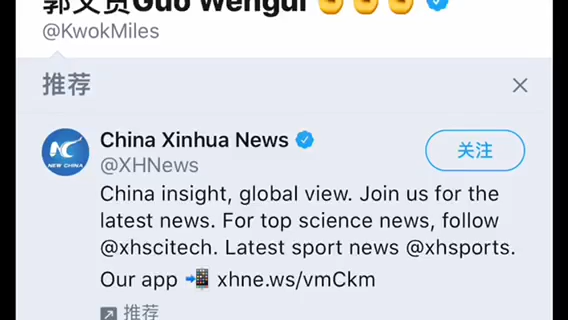 郭文贵Guo Wengui
@KwokMiles
推荐
China Xinhua News
@XHNews
关注
NEW CHINA
China insight, global view. Join us for the
latest news. For top science news, follow
@xhscitech. Latest sport news @xhsports.
Our app 📲 xhne.ws/vmCkm
推荐